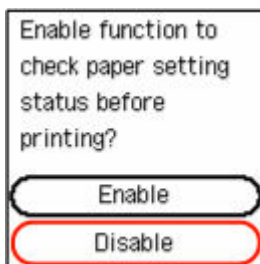 Enable function to
check paper setting
status before
printing?
Enable
Disable